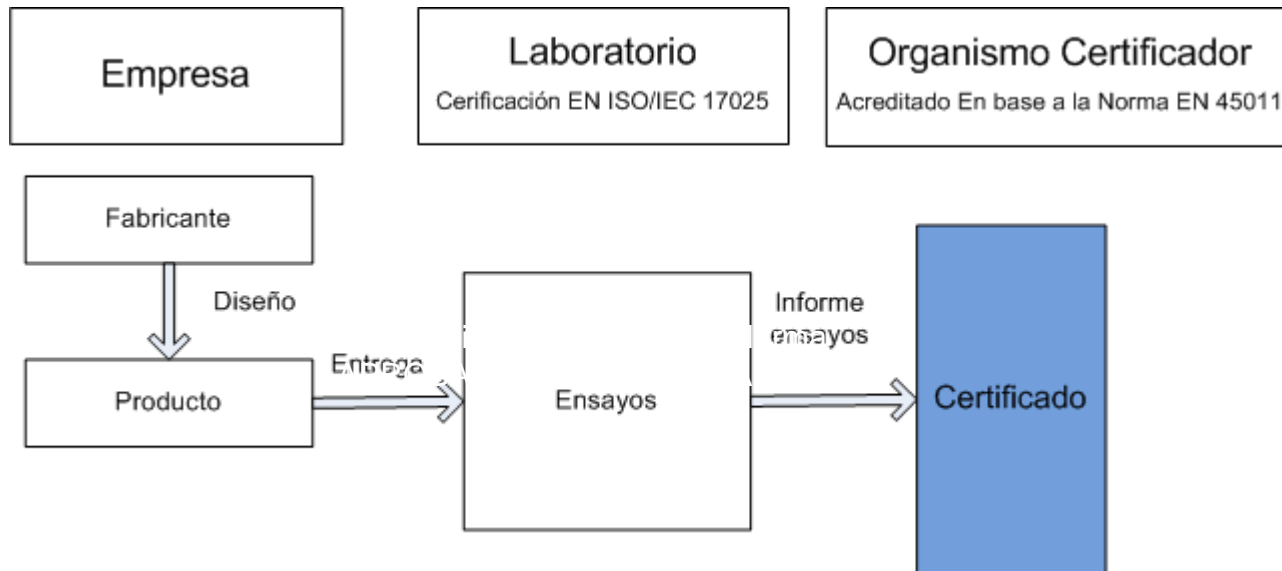 Empresa
Laboratorio
Cerificación EN ISO/IEC 17025
Organismo Certificador
Acreditado En base a la Norma EN 45011
Fabricante
Diseño
Producto
Entrega
Ensayos
Informe
ensayos
Certificado